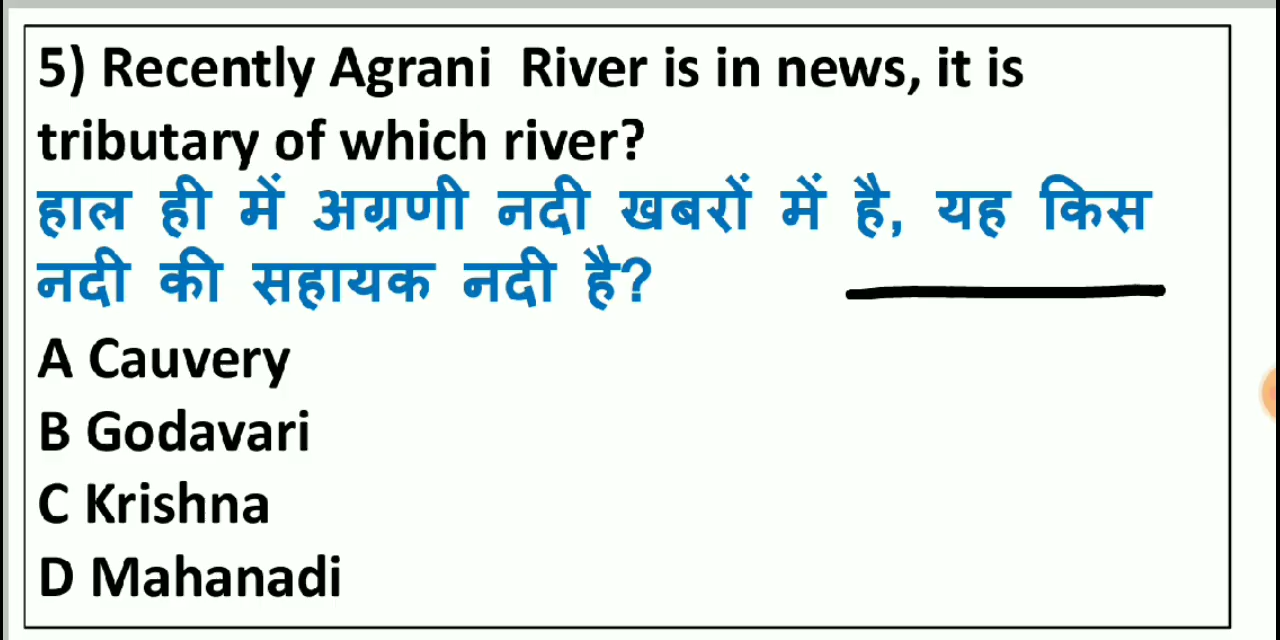 5) Recently Agrani River is in news, it is
tributary of which river?
हाल ही में अग्रणी नदी खबरों में है, यह किस
नदी की सहायक नदी है?
A Cauvery
B Godavari
C Krishna
D Mahanadi